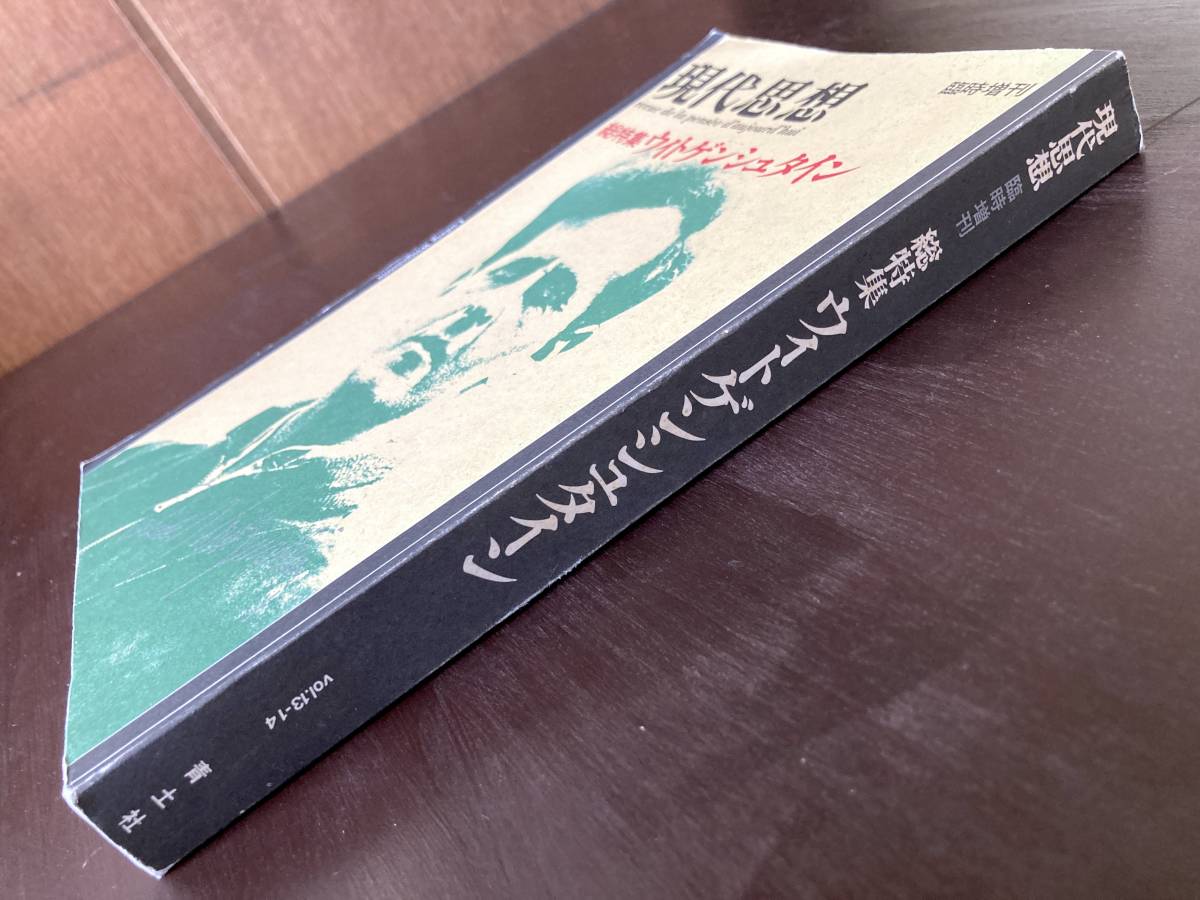 現代思想
revue de la pensée d'aujourd'hui
臨時増刊
総特集 ウィトゲンシュタイン
現代思想 臨時増刊 総特集 ウィトゲンシュタイン
vol.13-14
青土社